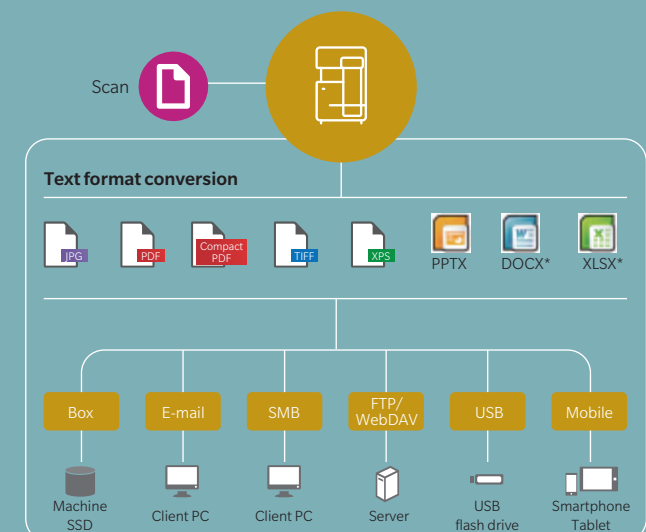 Scan
Text format conversion
JPG
PDF
Compact
PDF
TIFF
XPS
PPTX
DOCX*
XLSX*
Box
E-mail
SMB
FTP/
WebDAV
USB
Mobile
Machine
SSD
Client PC
Client PC
Server
USB
flash drive
Smartphone
Tablet